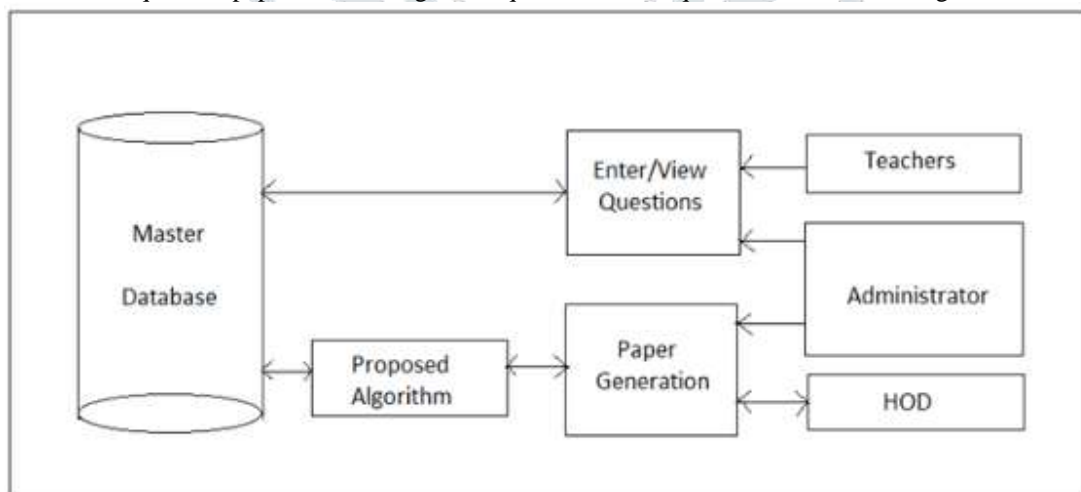 Enter/View
Questions
Teachers
Master
Database
Administrator
Proposed
Algorithm
Paper
Generation
HOD